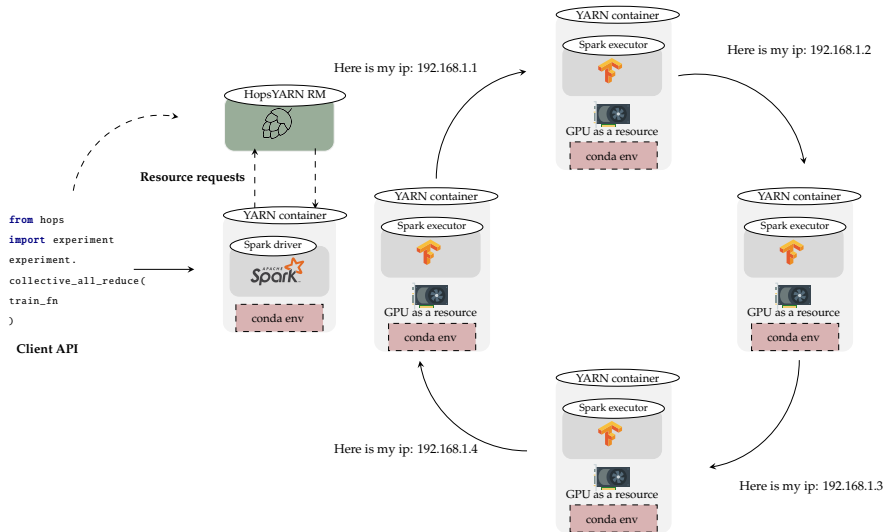 YARN container
Spark executor
GPU as a resource
conda env
Here is my ip: 192.168.1.1
Here is my ip: 192.168.1.2
HopsYARN RM
Resource requests
YARN container
Spark driver
APACHE
Spark
conda env
from hops
import experiment
experiment.
collective_all_reduce(
train_fn
)
Client API
YARN container
Spark executor
GPU as a resource
conda env
YARN container
Spark executor
GPU as a resource
conda env
Here is my ip: 192.168.1.4
YARN container
Spark executor
GPU as a resource
conda env
Here is my ip: 192.168.1.3